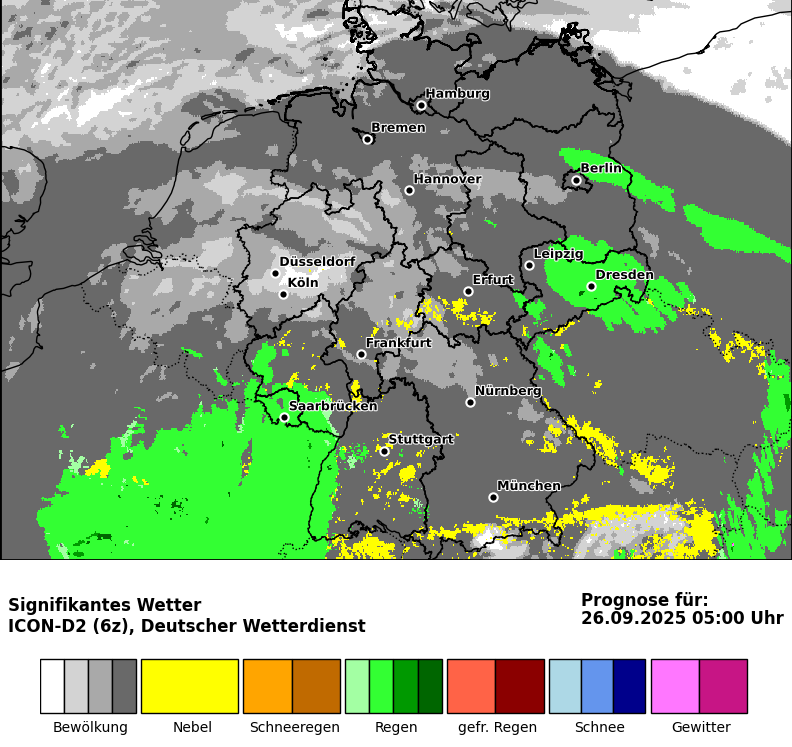 Hamburg
Bremen
Berlin
Hannover
Leipzig
Düsseldorf
Dresden
Köln
Erfurt
Frankfurt
Nürnberg
Saarbrücken
Stuttgart
München
Signifikantes Wetter
ICON-D2 (6z), Deutscher Wetterdienst
Prognose für:
26.09.2025 05:00 Uhr
Bewölkung
Nebel
Schneeregen
Regen
gefr. Regen
Schnee
Gewitter